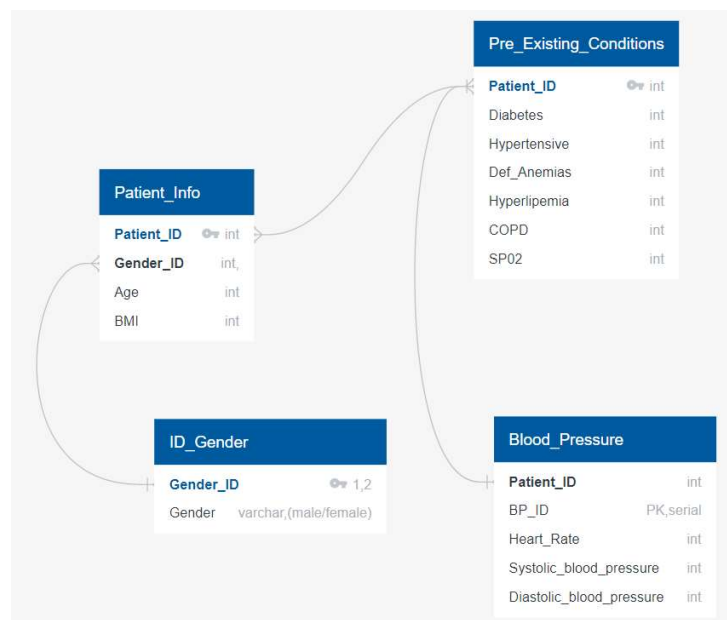 Pre_Existing_Conditions
Patient_ID int
Diabetes int
Hypertensive int
Def_Anemias int
Hyperlipemia int
COPD int
SP02 int
Patient_Info
Patient_ID int
Gender_ID int,
Age int
BMI int
ID_Gender
Gender_ID 1,2
Gender varchar,(male/female)
Blood_Pressure
Patient_ID int
BP_ID PK,serial
Heart_Rate int
Systolic_blood_pressure int
Diastolic_blood_pressure int